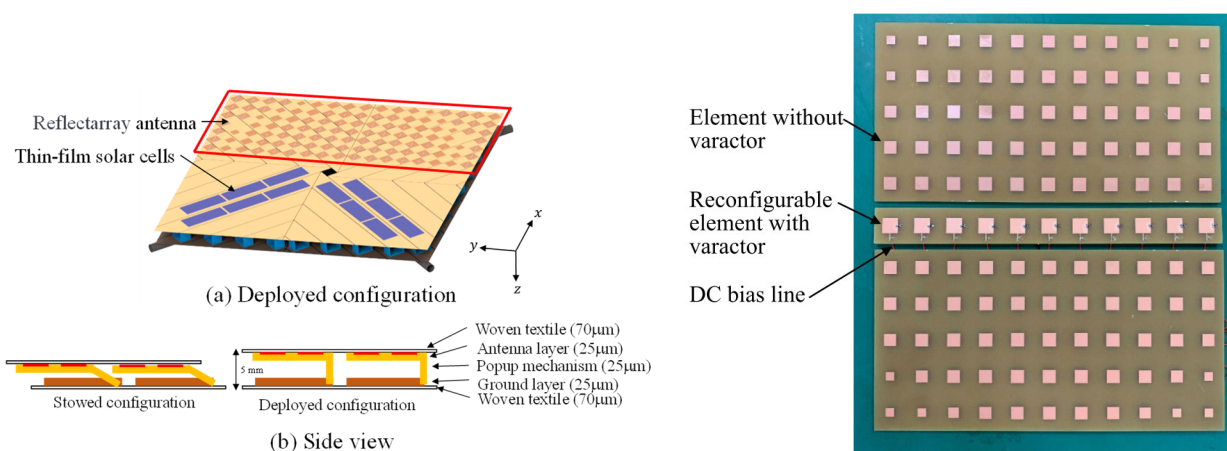 Reflectarray antenna
Thin-film solar cells
x
y
z
(a) Deployed configuration
Woven textile (70μm)
Antenna layer (25μm)
Popup mechanism (25μm)
Ground layer (25μm)
Woven textile (70μm)
5 mm
Stowed configuration
Deployed configuration
(b) Side view
Element without
varactor
Reconfigurable
element with
varactor
DC bias line